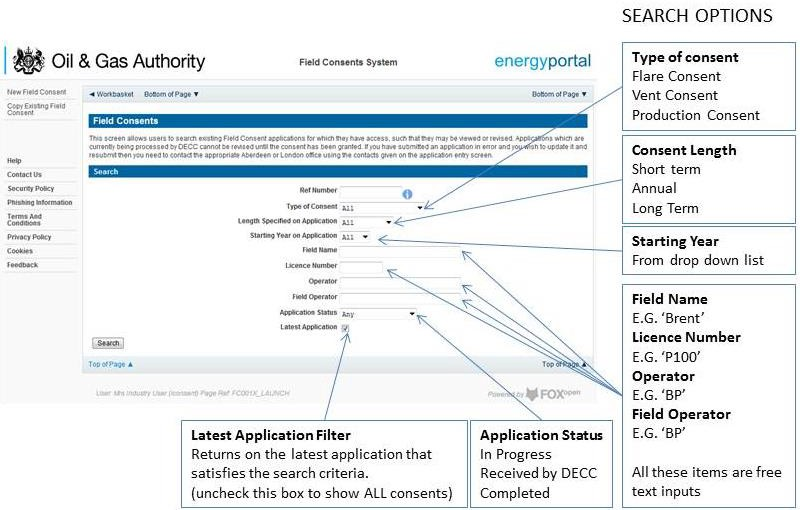 SEARCH OPTIONS
Oil & Gas Authority
Field Consents System
energyportal
New Field Consent
Copy Existing Field
Consent
Help
Contact Us
Security Policy
Phishing Information
Terms And
Conditions
Privacy Policy
Cookies
Feedback
◄ Workbasket Bottom of Page ▼
Bottom of Page ▼
Field Consents
This screen allows users to search existing Field Consent applications for which they have access, such that they may be viewed or revised. Applications which are
currently being processed by DECC cannot be revised until the consent has been granted. If you have submitted an application in error and you wish to update it and
resubmit then you need to contact the appropriate Aberdeen or London office using the contacts given on the application entry screen.
Search
Ref Number
Type of Consent All
Length Specified on Application All
Starting Year on Application All
Field Name
Licence Number
Operator
Field Operator
Application Status Any
Latest Application
Search
Top of Page ▲
Top of Page ▲
User: Mrs Industry User (iconsent) Page Ref: FC001X_LAUNCH
Powered by FOXopen
Type of consent
Flare Consent
Vent Consent
Production Consent
Consent Length
Short term
Annual
Long Term
Starting Year
From drop down list
Field Name
E.G. ‘Brent’
Licence Number
E.G. ‘P100’
Operator
E.G. ‘BP’
Field Operator
E.G. ‘BP’
All these items are free
text inputs
Latest Application Filter
Returns on the latest application that
satisfies the search criteria.
(uncheck this box to show ALL consents)
Application Status
In Progress
Received by DECC
Completed